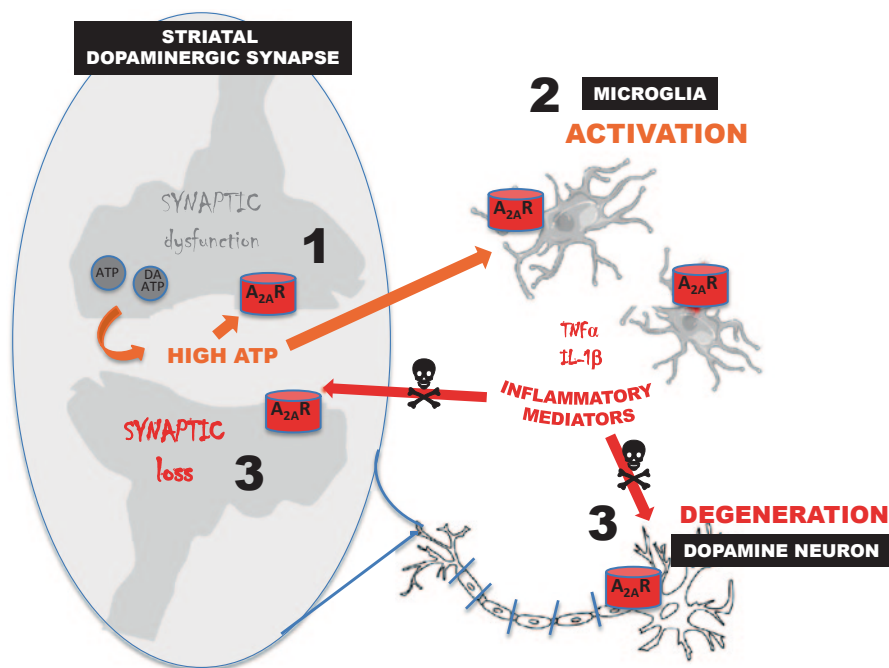 STRIATAL
DOPAMINERGIC SYNAPSE
2
MICROGLIA
ACTIVATION
SYNAPTIC
dysfunction
1
A2AR
ATP
DA
ATP
A2AR
A2AR
HIGH ATP
TNFα
IL-1β
INFLAMMATORY
MEDIATORS
A2AR
SYNAPTIC
loss
3
3
DEGENERATION
DOPAMINE NEURON
A2AR